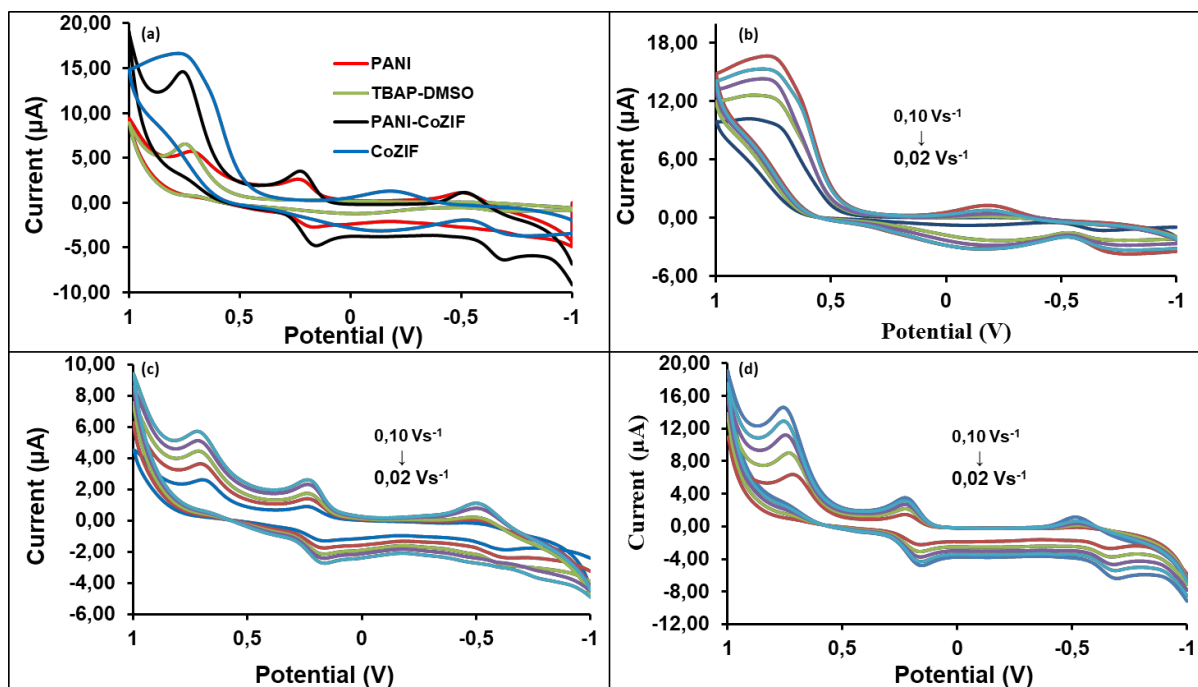 (a)
20,00
15,00
10,00
5,00
0,00
-5,00
-10,00
Current (µA)
PANI
TBAP-DMSO
PANI-CoZIF
CoZIF
1
0,5
0
-0,5
-1
Potential (V)
(b)
18,00
12,00
6,00
0,00
-6,00
Current (µA)
0,10 Vs-1
↓
0,02 Vs-1
1
0,5
0
-0,5
-1
Potential (V)
(c)
10,00
8,00
6,00
4,00
2,00
0,00
-2,00
-4,00
-6,00
Current (µA)
0,10 Vs-1
↓
0,02 Vs-1
1
0,5
0
-0,5
-1
Potential (V)
(d)
20,00
16,00
12,00
8,00
4,00
0,00
-4,00
-8,00
-12,00
Current (µA)
0,10 Vs-1
↓
0,02 Vs-1
1
0,5
0
-0,5
-1
Potential (V)